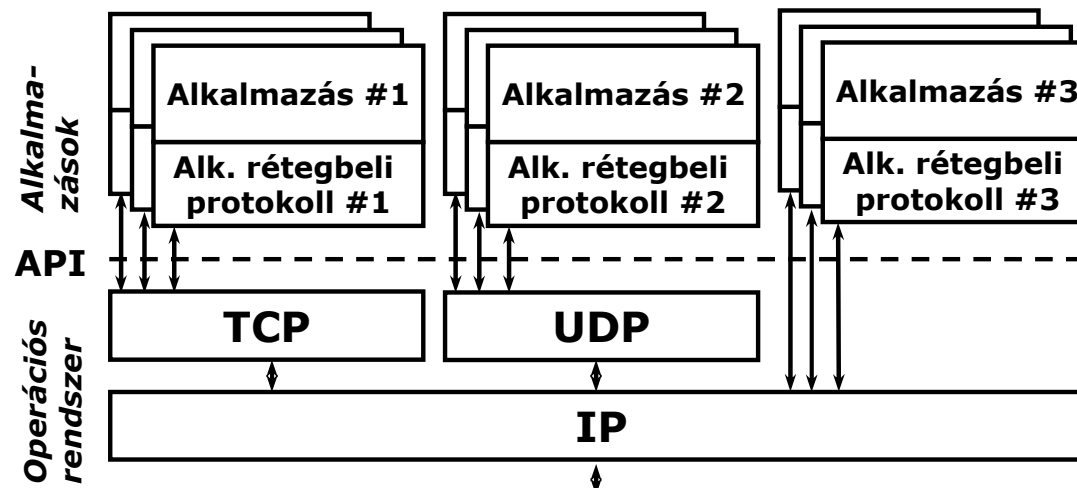 Alkalma-
zások
Alkalmazás #1
Alk. rétegbeli
protokoll #1
Alkalmazás #2
Alk. rétegbeli
protokoll #2
Alkalmazás #3
Alk. rétegbeli
protokoll #3
API
Operációs
rendszer
TCP
UDP
IP